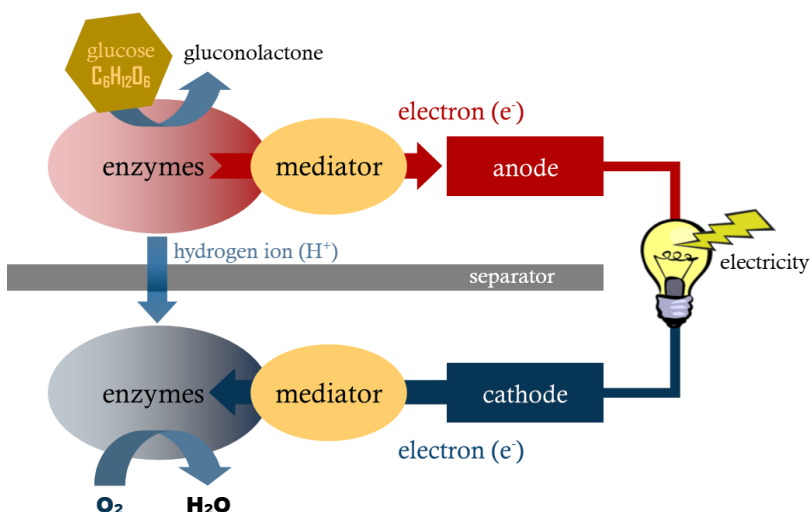 glucose
C₆H₁₂O₆
gluconolactone
electron (e⁻)
enzymes
mediator
anode
hydrogen ion (H⁺)
separator
electricity
enzymes
mediator
cathode
electron (e⁻)
O₂
H₂O